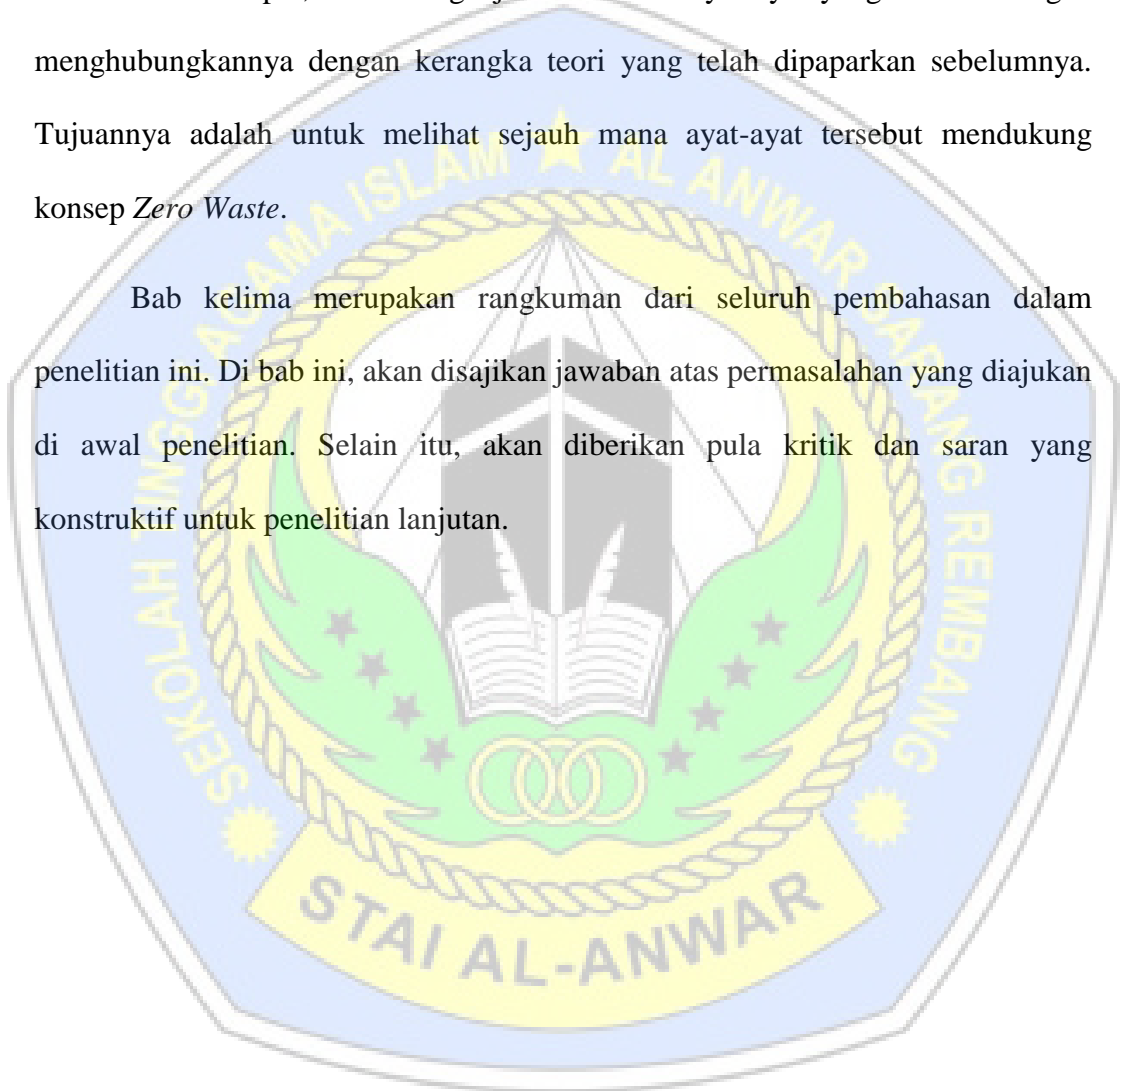 menghubungkannya dengan kerangka teori yang telah dipaparkan sebelumnya.
Tujuannya adalah untuk melihat sejauh mana ayat-ayat tersebut mendukung
konsep Zero Waste.
Bab kelima merupakan rangkuman dari seluruh pembahasan dalam
penelitian ini. Di bab ini, akan disajikan jawaban atas permasalahan yang diajukan
di awal penelitian. Selain itu, akan diberikan pula kritik dan saran yang
konstruktif untuk penelitian lanjutan.
SEKOLAH TINGGI AGAMA ISLAM AL ANWAR SARANG REMBANG
STAI AL-ANWAR